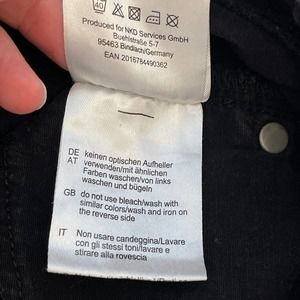 40
Produced for NKD Services GmbH
Buehlstraße 5-7
95463 Bindlach/Germany
EAN 2016784490362
DE keinen optischen Aufheller
AT verwenden/mit ähnlichen
Farben waschen/von links
waschen und bügeln
GB do not use bleach/wash with
similar colors/wash and iron on
the reverse side
IT Non usare candeggina/Lavare
con gli stessi toni/lavare e
stirare alla rovescia